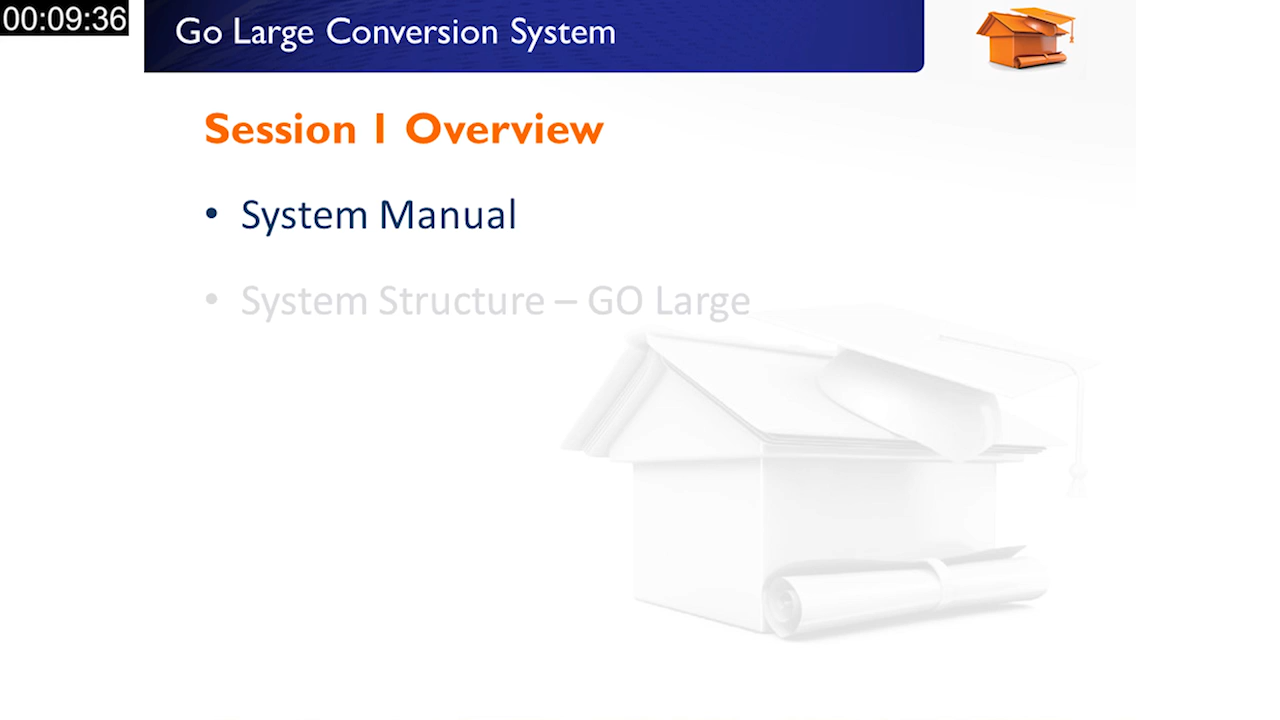 00:09:36
Go Large Conversion System
Session 1 Overview
• System Manual
• System Structure – GO Large